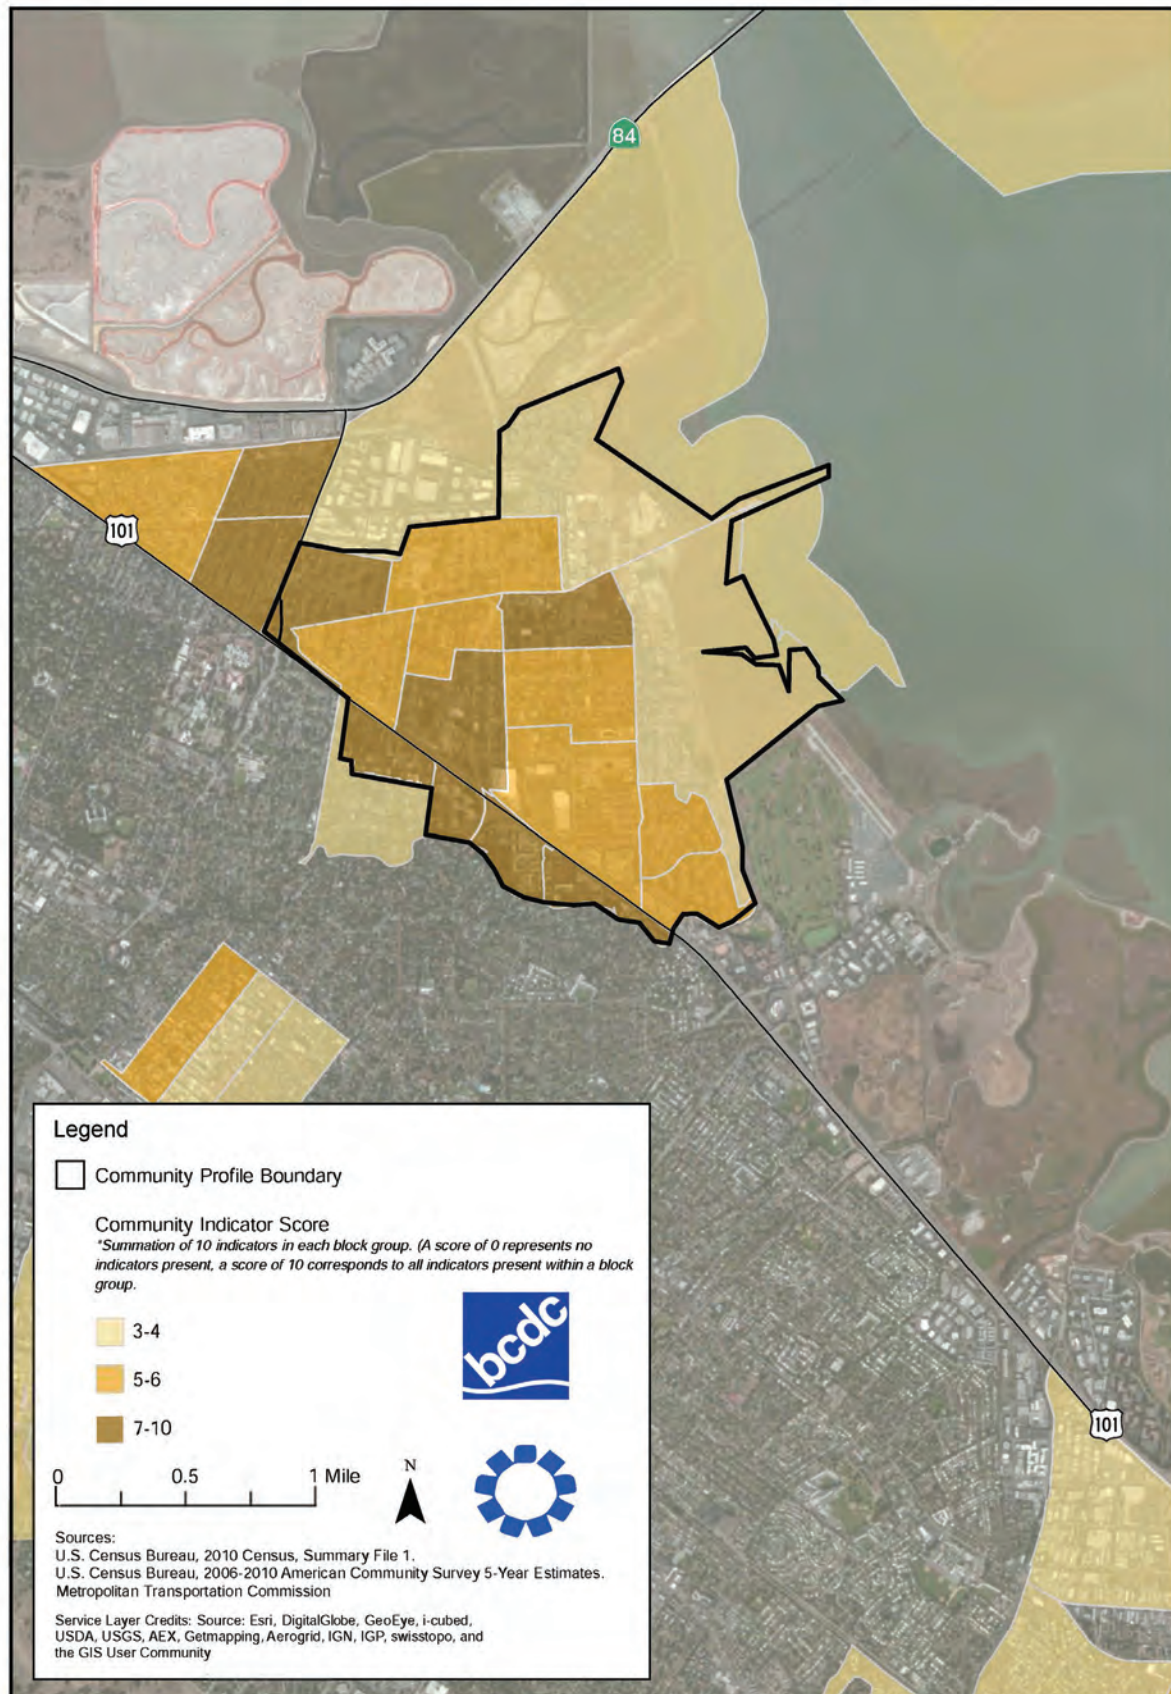 84
101
Legend
Community Profile Boundary
Community Indicator Score
*Summation of 10 indicators in each block group. (A score of 0 represents no
indicators present, a score of 10 corresponds to all indicators present within a block
group.
3-4
5-6
7-10
bcdc
0 0.5 1 Mile
N
Sources:
U.S. Census Bureau, 2010 Census, Summary File 1.
U.S. Census Bureau, 2006-2010 American Community Survey 5-Year Estimates.
Metropolitan Transportation Commission
Service Layer Credits: Source: Esri, DigitalGlobe, GeoEye, i-cubed,
USDA, USGS, AEX, Getmapping, Aerogrid, IGN, IGP, swisstopo, and
the GIS User Community
101